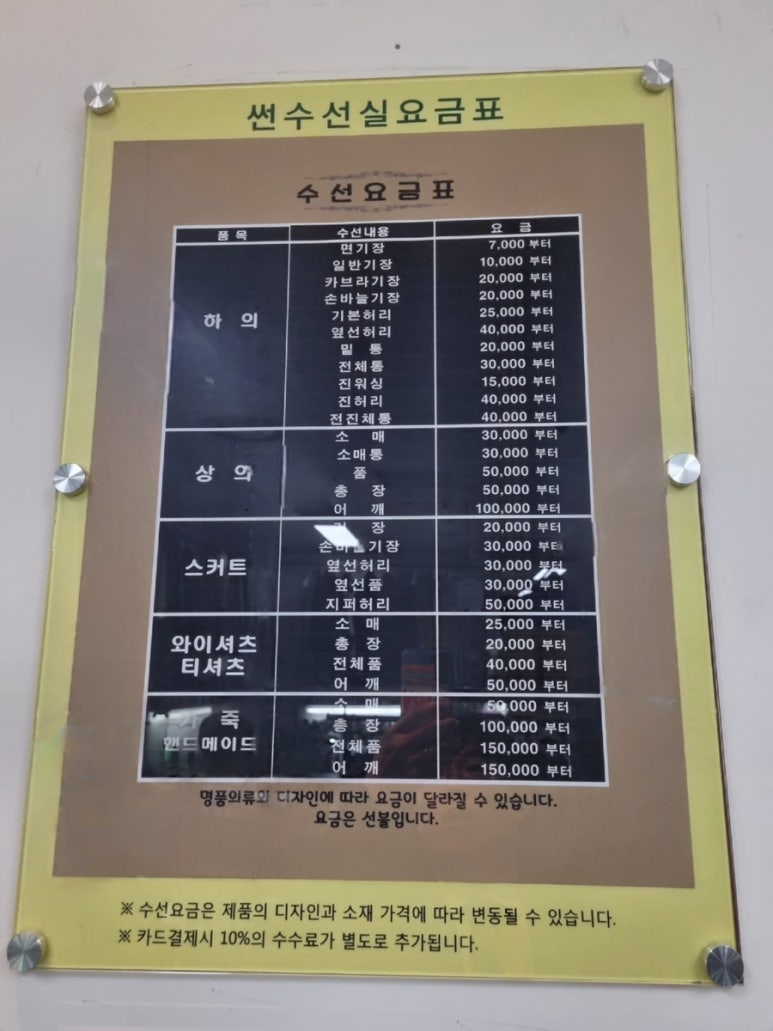 썬수선실요금표
수선요금표
품 목 수선내용 요 금
하 의
면기장 7,000 부터
일반기장 10,000 부터
카브라기장 20,000 부터
손바늘기장 20,000 부터
기본허리 25,000 부터
옆선허리 40,000 부터
밑 통 20,000 부터
전체통 30,000 부터
진워싱 15,000 부터
진허리 40,000 부터
전진체통 40,000 부터
상 의
소 매 30,000 부터
소매통 30,000 부터
품 50,000 부터
총 장 50,000 부터
어 깨 100,000 부터
스커트
장 20,000 부터
손바늘기장 30,000 부터
옆선허리 30,000 부터
옆선품 30,000 부터
지퍼허리 50,000 부터
와이셔츠
티셔츠
소 매 25,000 부터
총 장 20,000 부터
전체품 40,000 부터
어 깨 50,000 부터
가 죽
핸드메이드
소 매 50,000 부터
총 장 100,000 부터
전체품 150,000 부터
어 깨 150,000 부터
명품의류와 디자인에 따라 요금이 달라질 수 있습니다.
요금은 선불입니다.
※ 수선요금은 제품의 디자인과 소재 가격에 따라 변동될 수 있습니다.
※ 카드결제시 10%의 수수료가 별도로 추가됩니다.